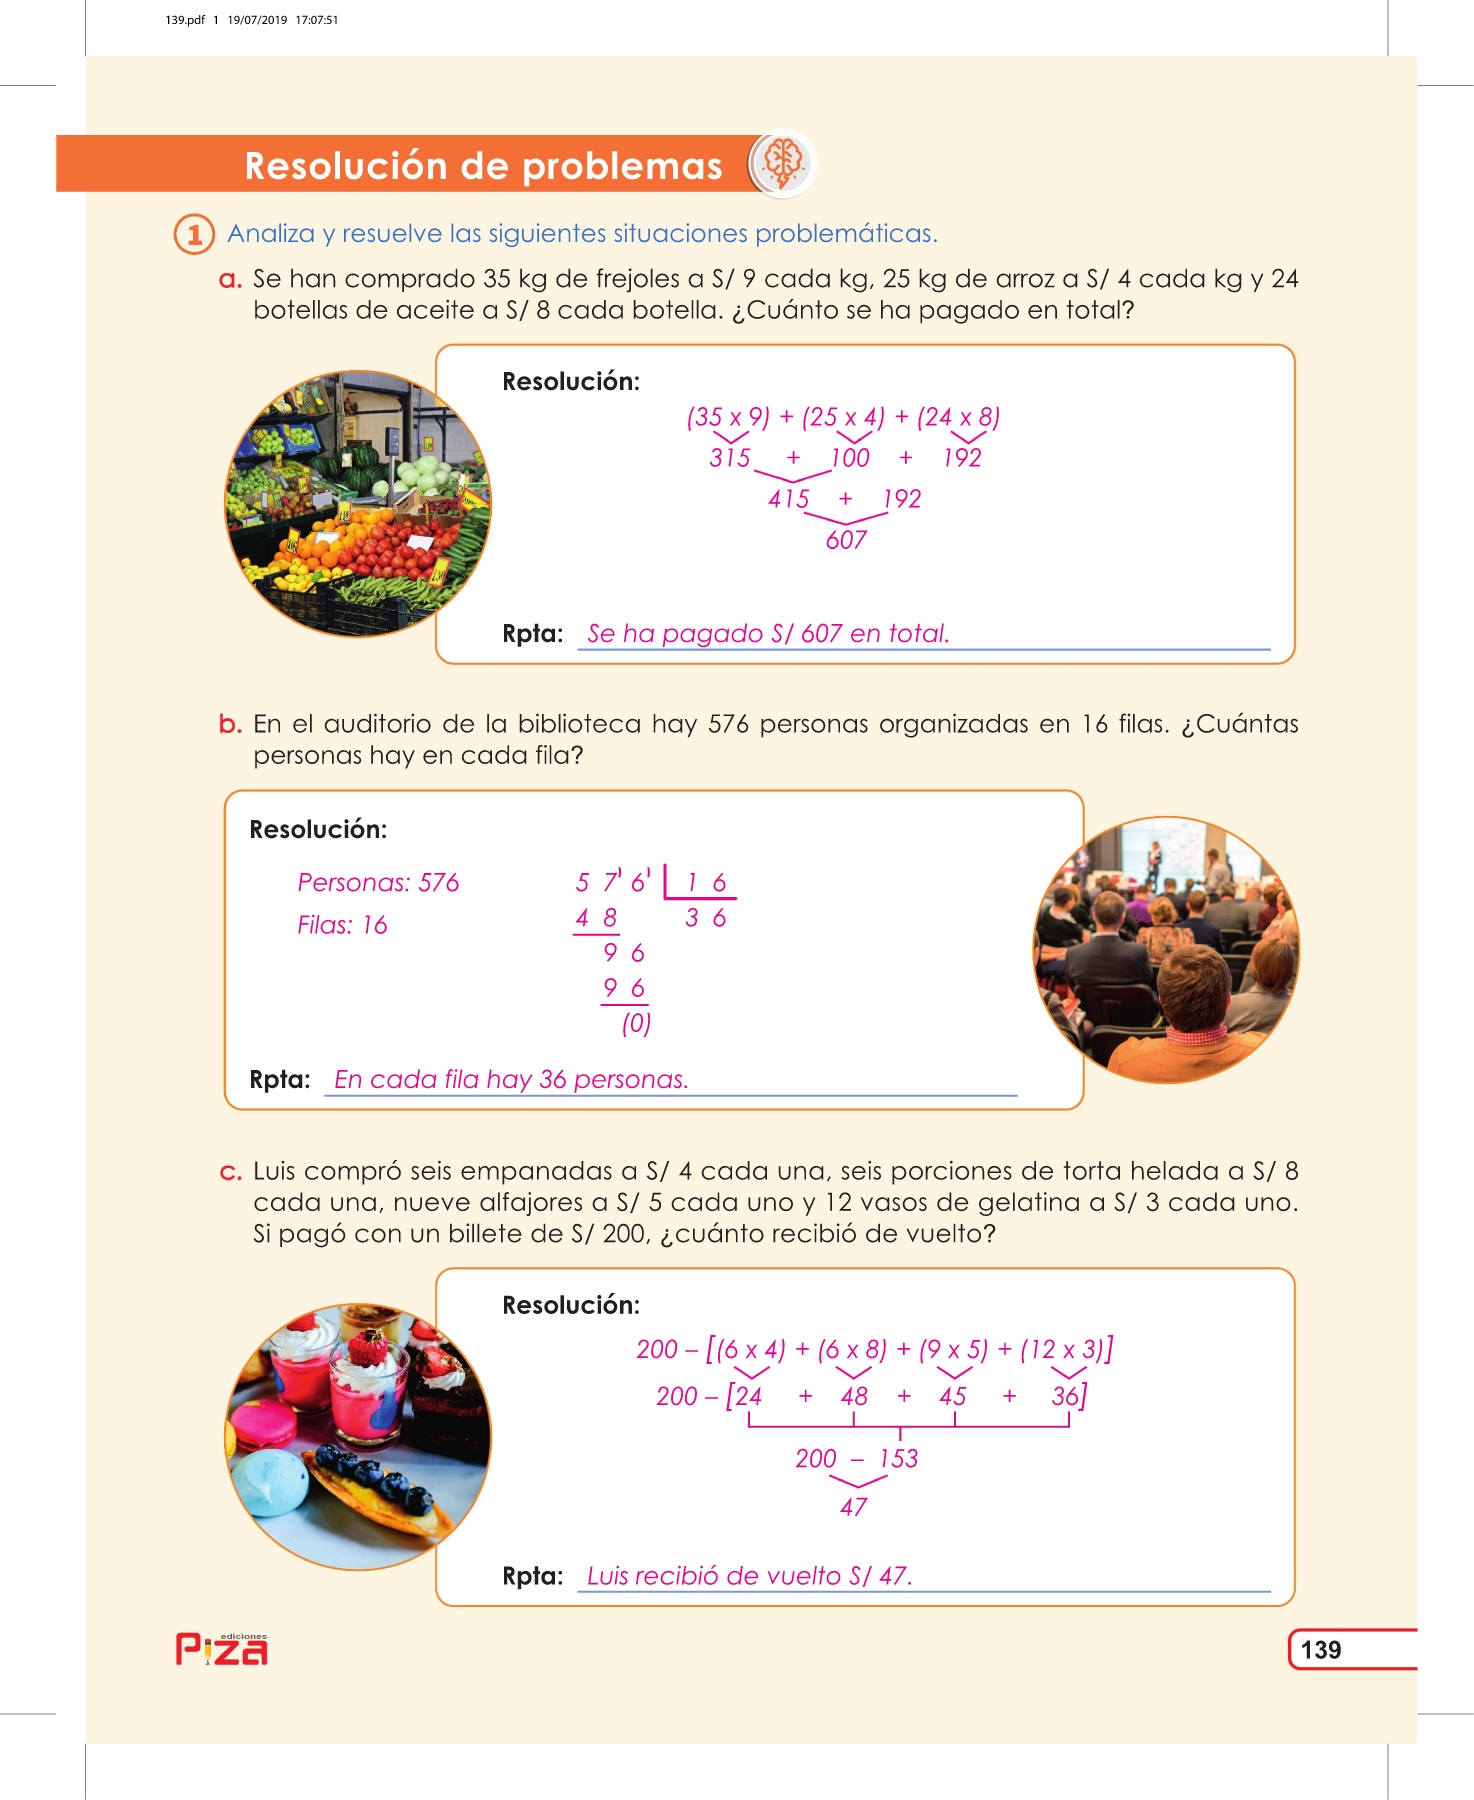 139.pdf 1 19/07/2019 17:07:51
Resolución de problemas
1 Analiza y resuelve las siguientes situaciones problemáticas.
a. Se han comprado 35 kg de frejoles a S/ 9 cada kg, 25 kg de arroz a S/ 4 cada kg y 24
botellas de aceite a S/ 8 cada botella. ¿Cuánto se ha pagado en total?
Resolución:
(35 x 9) + (25 x 4) + (24 x 8)
315 + 100 + 192
415 + 192
607
Rpta: Se ha pagado S/ 607 en total.
b. En el auditorio de la biblioteca hay 576 personas organizadas en 16 filas. ¿Cuántas
personas hay en cada fila?
Resolución:
Personas: 576 5 7' 6' 1 6
Filas: 16 4 8 3 6
9 6
9 6
(0)
Rpta: En cada fila hay 36 personas.
c. Luis compró seis empanadas a S/ 4 cada una, seis porciones de torta helada a S/ 8
cada una, nueve alfajores a S/ 5 cada uno y 12 vasos de gelatina a S/ 3 cada uno.
Si pagó con un billete de S/ 200, ¿cuánto recibió de vuelto?
Resolución:
200 – [(6 x 4) + (6 x 8) + (9 x 5) + (12 x 3)]
200 – [24 + 48 + 45 + 36]
200 – 153
47
Rpta: Luis recibió de vuelto S/ 47.
ediciones
Piza
139